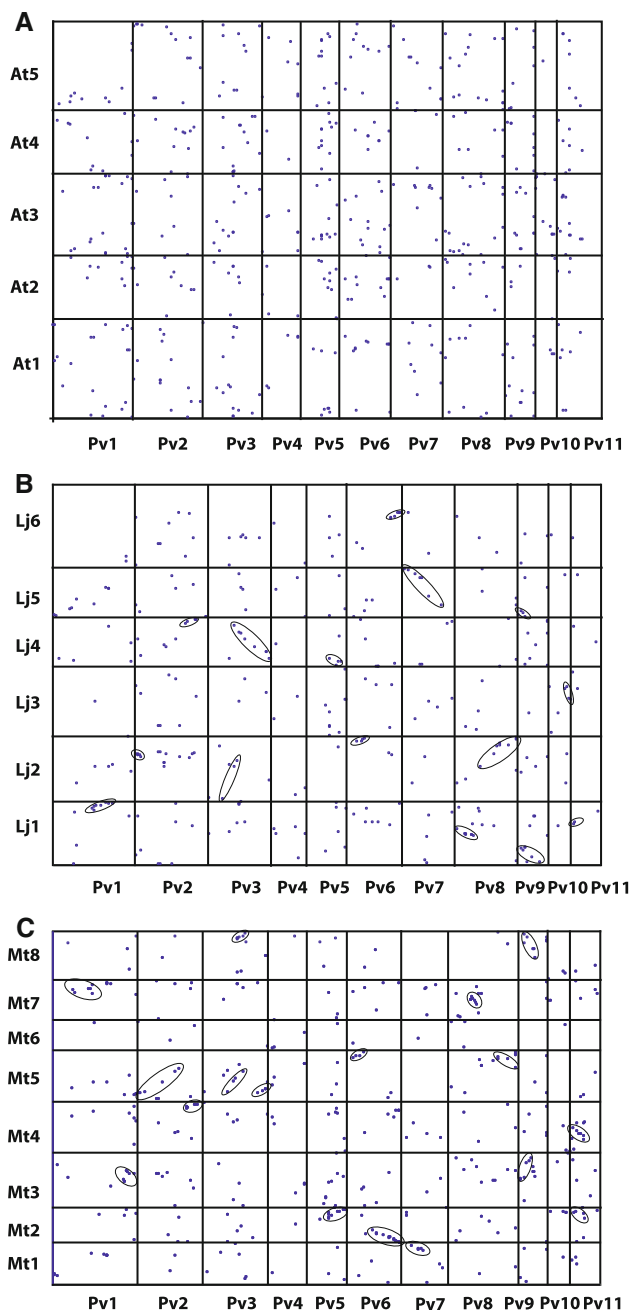 A
At5
At4
At3
At2
At1
Pv1 Pv2 Pv3 Pv4 Pv5 Pv6 Pv7 Pv8 Pv9 Pv10 Pv11
B
Lj6
Lj5
Lj4
Lj3
Lj2
Lj1
Pv1 Pv2 Pv3 Pv4 Pv5 Pv6 Pv7 Pv8 Pv9 Pv10 Pv11
C
Mt8
Mt7
Mt6
Mt5
Mt4
Mt3
Mt2
Mt1
Pv1 Pv2 Pv3 Pv4 Pv5 Pv6 Pv7 Pv8 Pv9 Pv10 Pv11